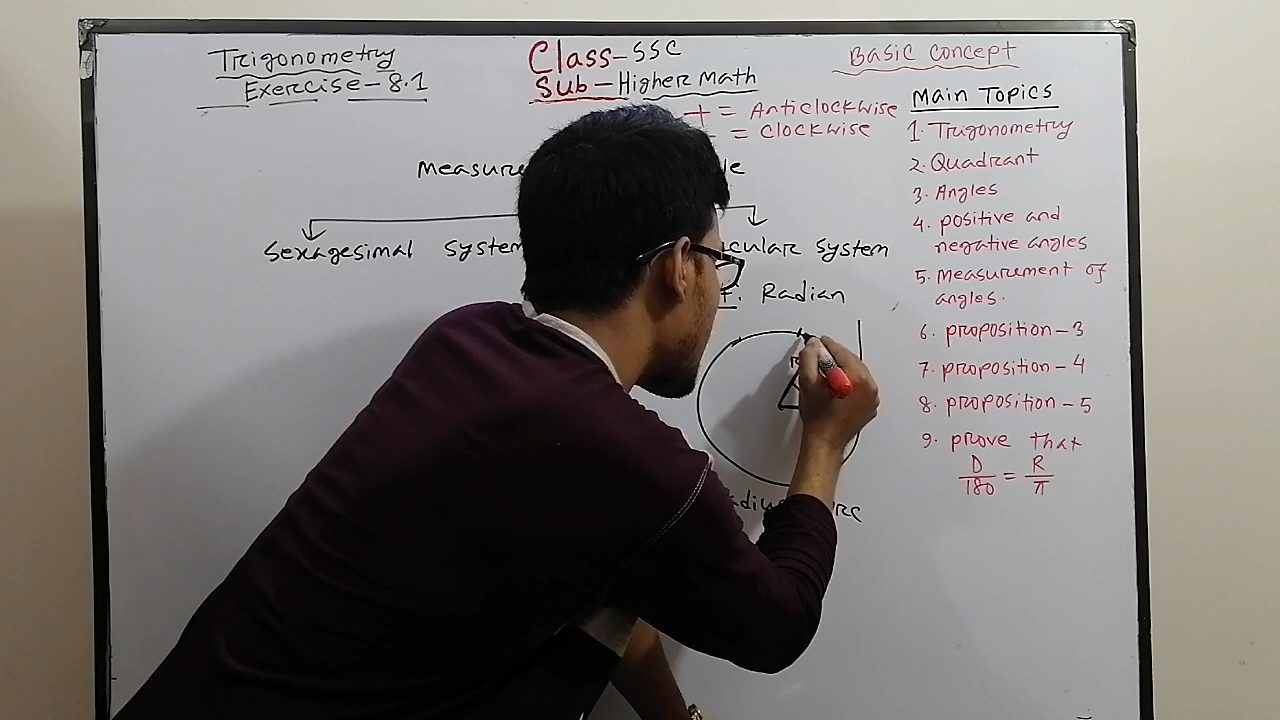 Trigonometry
Exercise-8.1
Class-SSC
Sub-Higher Math
Basic Concept
+ = Anticlockwise
= Clockwise
Sexagesimal system
system
Radian
Main Topics
1. Trigonometry
2. Quadrant
3. Angles
4. positive and
negative angles
5. measurement of
angles.
6. proposition-3
7. proposition-4
8. proposition-5
9. prove that
D/180 = R/π